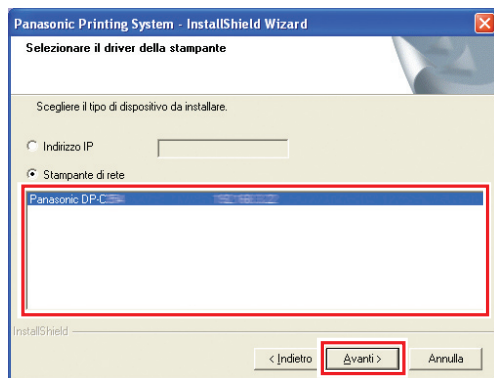 Panasonic Printing System - InstallShield Wizard
Selezionare il driver della stampante
Scegliere il tipo di dispositivo da installare.
Indirizzo IP
Stampante di rete
Panasonic DP-C
InstallShield
< Indietro Avanti > Annulla